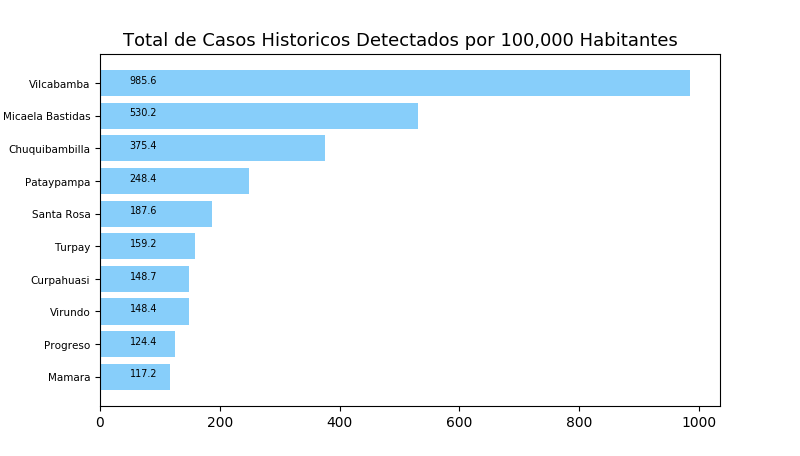 Total de Casos Historicos Detectados por 100,000 Habitantes
Vilcabamba 985.6
Micaela Bastidas 530.2
Chuquibambilla 375.4
Pataypampa 248.4
Santa Rosa 187.6
Turpay 159.2
Curpahuasi 148.7
Virundo 148.4
Progreso 124.4
Mamara 117.2
0 200 400 600 800 1000